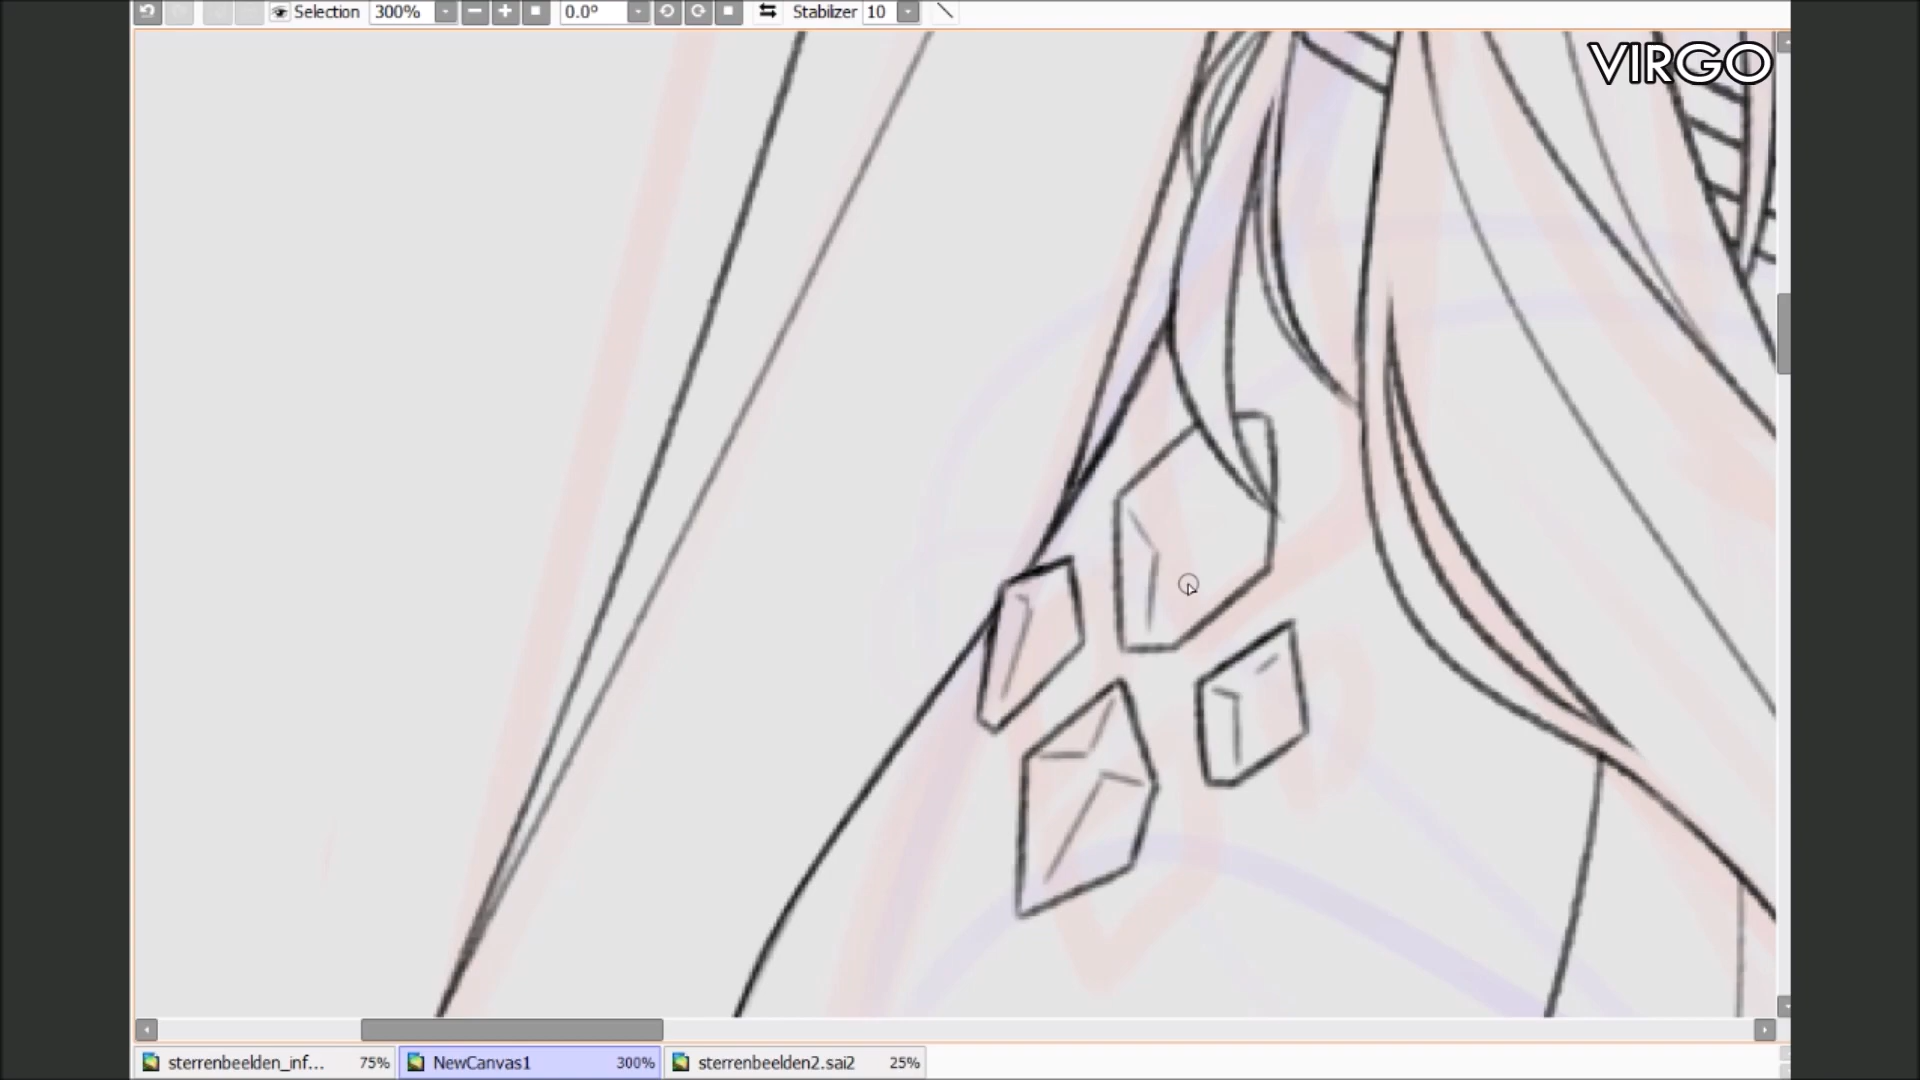 Selection 300% 0.0° Stabilizer 10
VIRGO
sterrenbeelden_inf... 75% NewCanvas1 300% sterrenbeelden2.sai2 25%